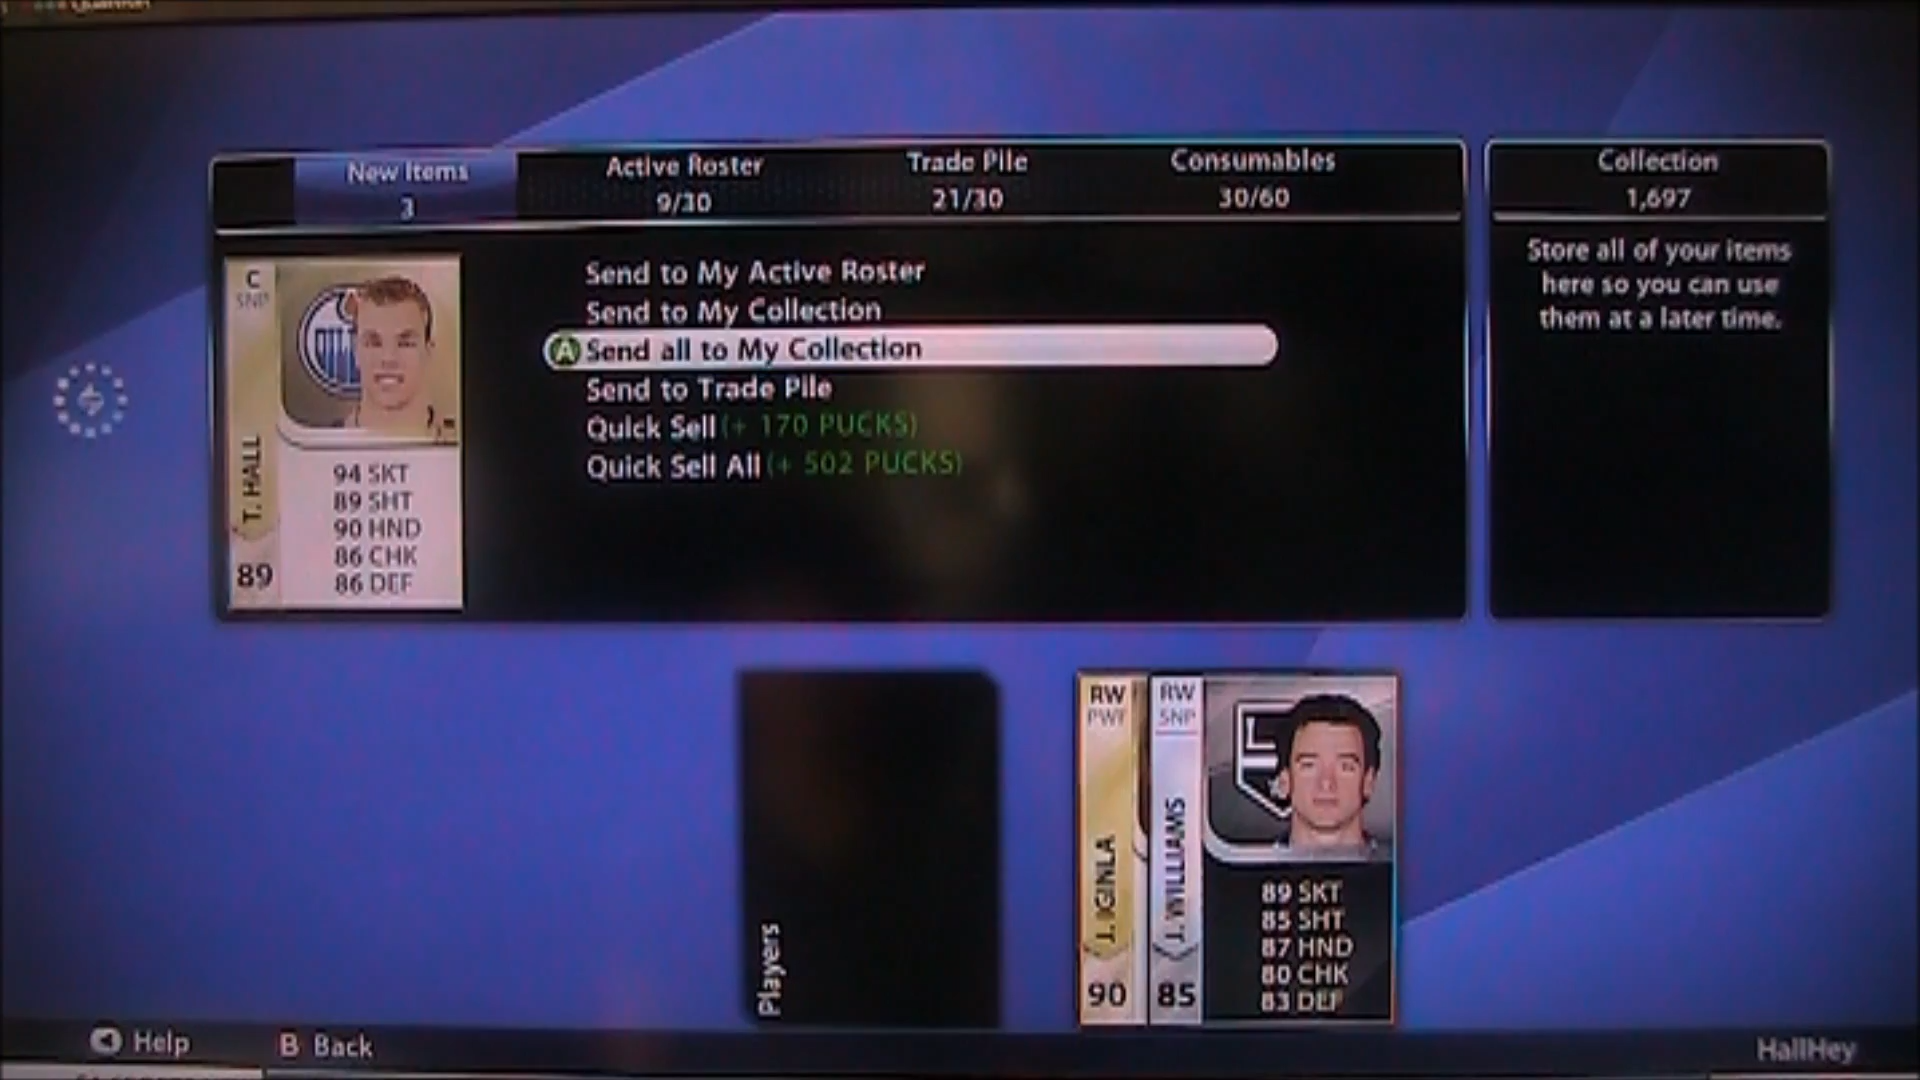 New Items
3
Active Roster
9/30
Trade Pile
21/30
Consumables
30/60
Collection
1,697
Store all of your items
here so you can use
them at a later time.
C
SNP
T. HALL
89
94 SKT
89 SHT
90 HND
86 CHK
86 DEF
Send to My Active Roster
Send to My Collection
A Send all to My Collection
Send to Trade Pile
Quick Sell (+ 170 PUCKS)
Quick Sell All (+ 502 PUCKS)
Players
RW
PWF
J. IGINLA
90
RW
SNP
J. WILLIAMS
85
89 SKT
85 SHT
87 HND
80 CHK
83 DEF
Help
B Back
HallHey